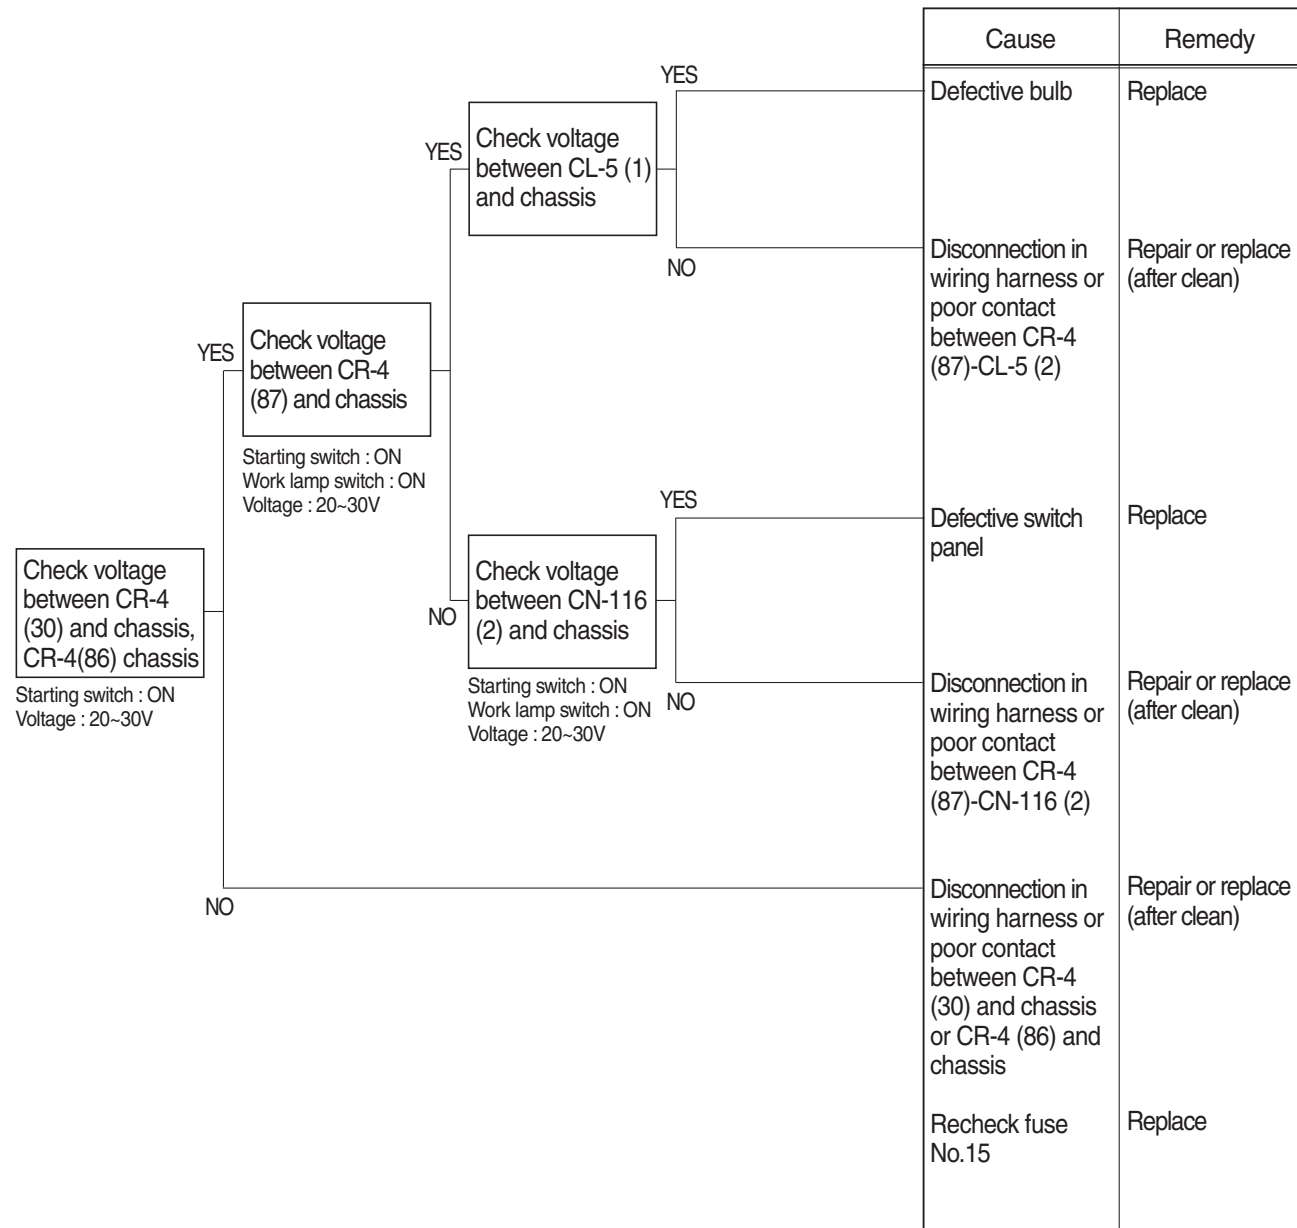 Cause
Remedy
YES
Defective bulb
Replace
YES
Check voltage
between CL-5 (1)
and chassis
NO
Disconnection in
wiring harness or
poor contact
between CR-4
(87)-CL-5 (2)
Repair or replace
(after clean)
YES
Check voltage
between CR-4
(87) and chassis
Starting switch : ON
Work lamp switch : ON
Voltage : 20~30V
YES
Defective switch
panel
Replace
Check voltage
between CR-4
(30) and chassis,
CR-4(86) chassis
Starting switch : ON
Voltage : 20~30V
NO
Check voltage
between CN-116
(2) and chassis
Starting switch : ON
Work lamp switch : ON
Voltage : 20~30V
NO
Disconnection in
wiring harness or
poor contact
between CR-4
(87)-CN-116 (2)
Repair or replace
(after clean)
NO
Disconnection in
wiring harness or
poor contact
between CR-4
(30) and chassis
or CR-4 (86) and
chassis
Repair or replace
(after clean)
Recheck fuse
No.15
Replace